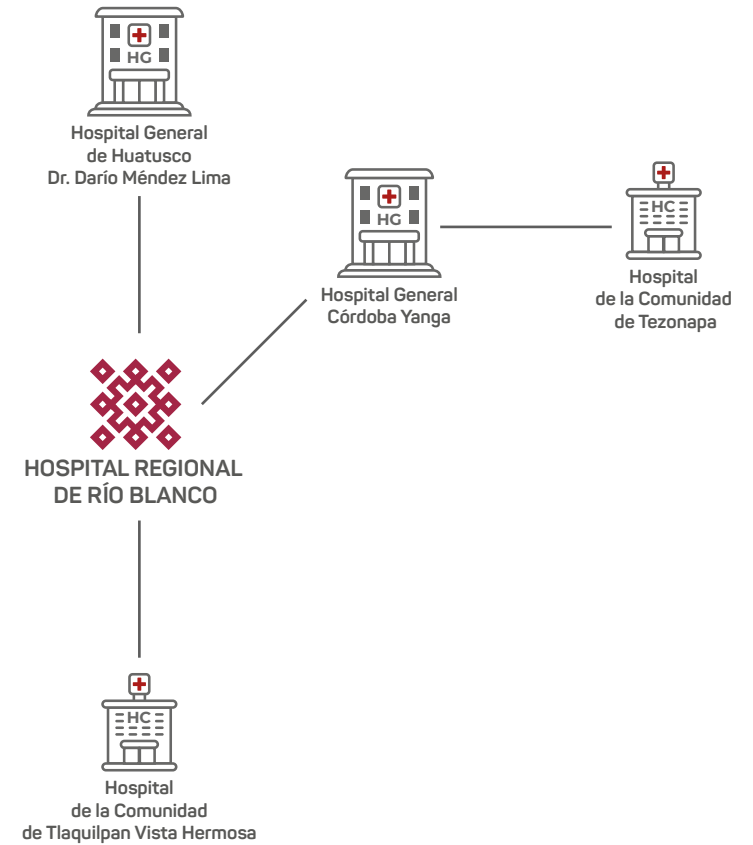 HG
Hospital General
de Huatusco
Dr. Darío Méndez Lima
HG
Hospital General
Córdoba Yanga
HC
Hospital
de la Comunidad
de Tezonapa
HOSPITAL REGIONAL
DE RÍO BLANCO
HC
Hospital
de la Comunidad
de Tlaquilpan Vista Hermosa